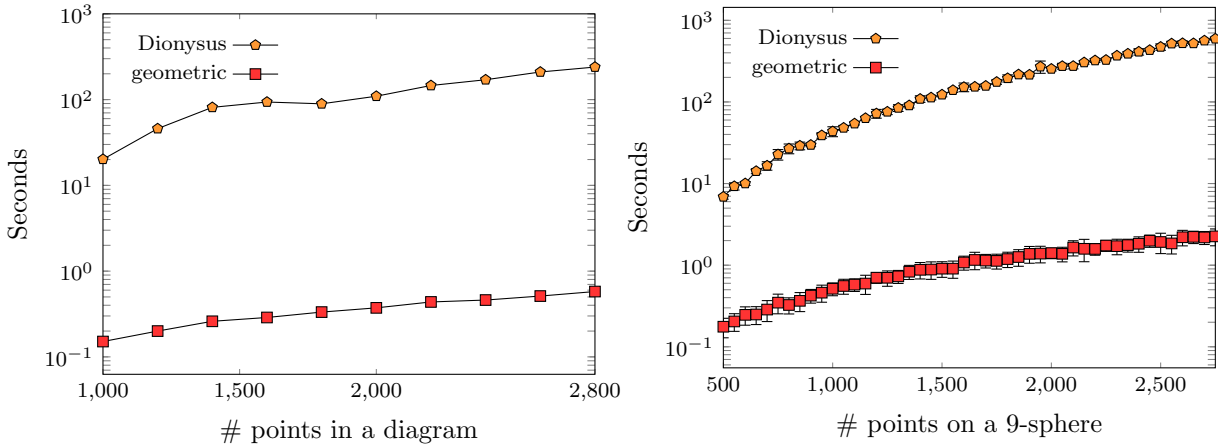 10^3
10^2
10^1
10^0
10^-1
Seconds
Dionysus
geometric
1,000
1,500
2,000
2,800
# points in a diagram
10^3
10^2
10^1
10^0
10^-1
Seconds
Dionysus
geometric
500
1,000
1,500
2,000
2,500
# points on a 9-sphere